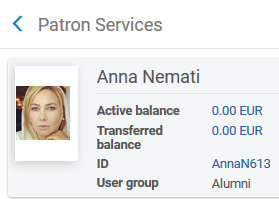 Patron Services
Anna Nemati
Active balance 0.00 EUR
Transferred 0.00 EUR
balance
ID AnnaN613
User group Alumni